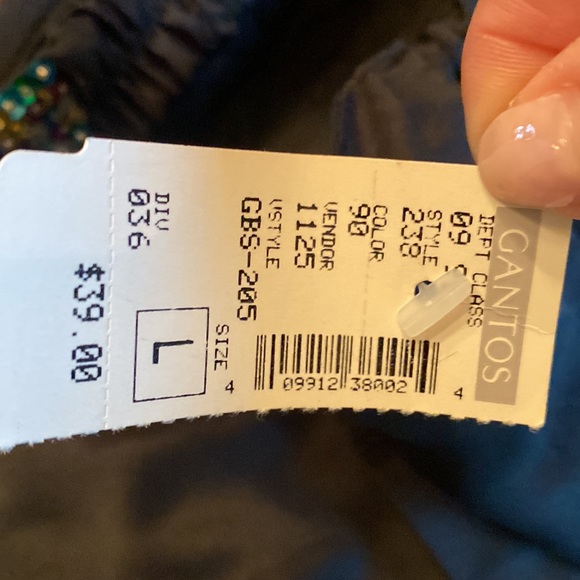 GANTOS
DEPT CLASS
09
STYLE
238
COLOR
90
VENDOR
1125
VSTYLE
GBS-205
SIZE
L
4 09912 38002 4
DIV
036
$39.00